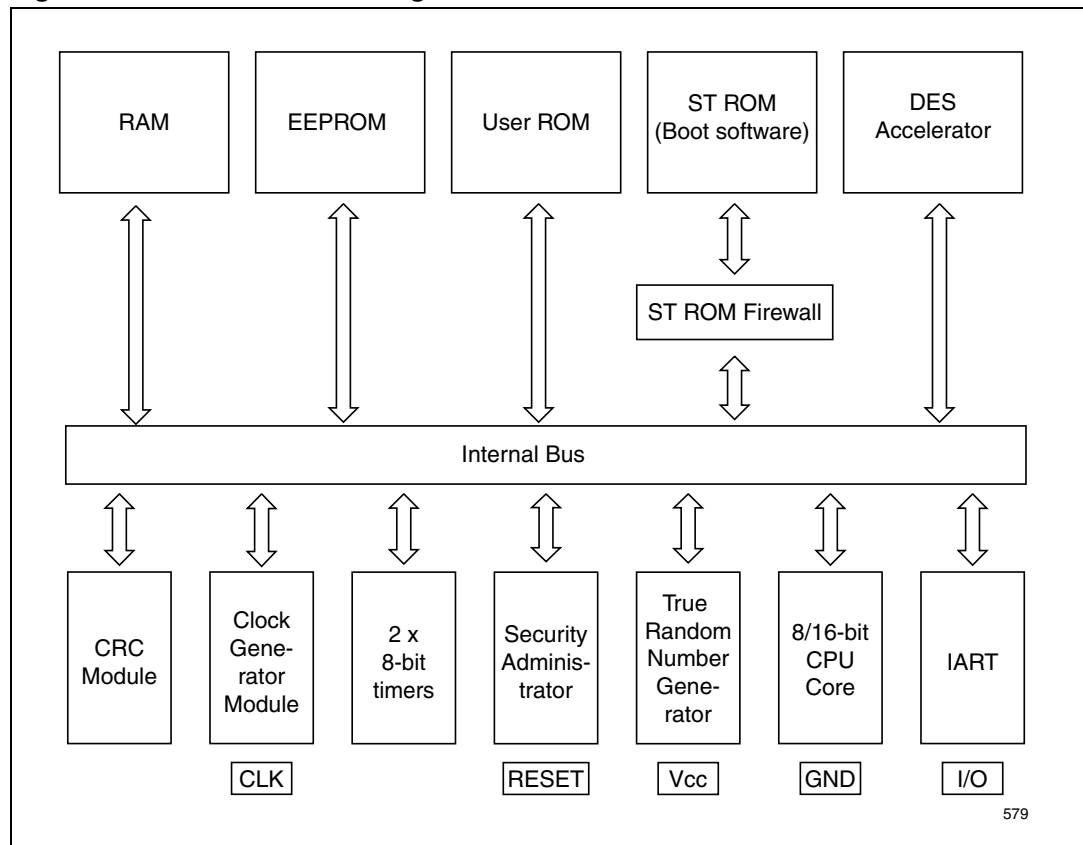 RAM
EEPROM
User ROM
ST ROM
(Boot software)
DES
Accelerator
ST ROM Firewall
Internal Bus
CRC
Module
Clock
Gene-
rator
Module
2 x
8-bit
timers
Security
Adminis-
trator
True
Random
Number
Gene-
rator
8/16-bit
CPU
Core
IART
CLK
RESET
Vcc
GND
I/O
579